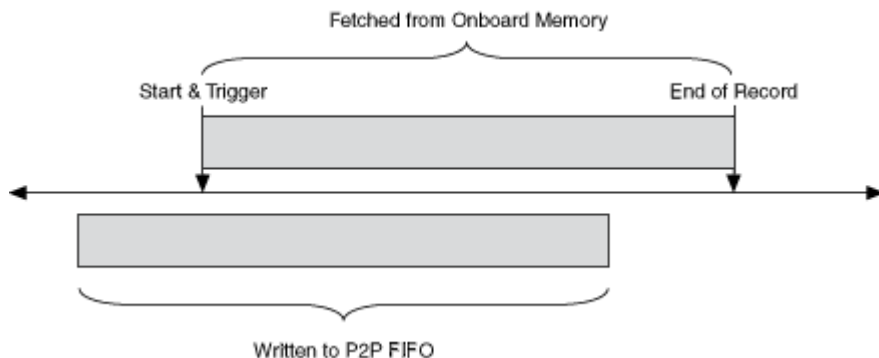 Fetched from Onboard Memory
Start & Trigger
End of Record
Written to P2P FIFO